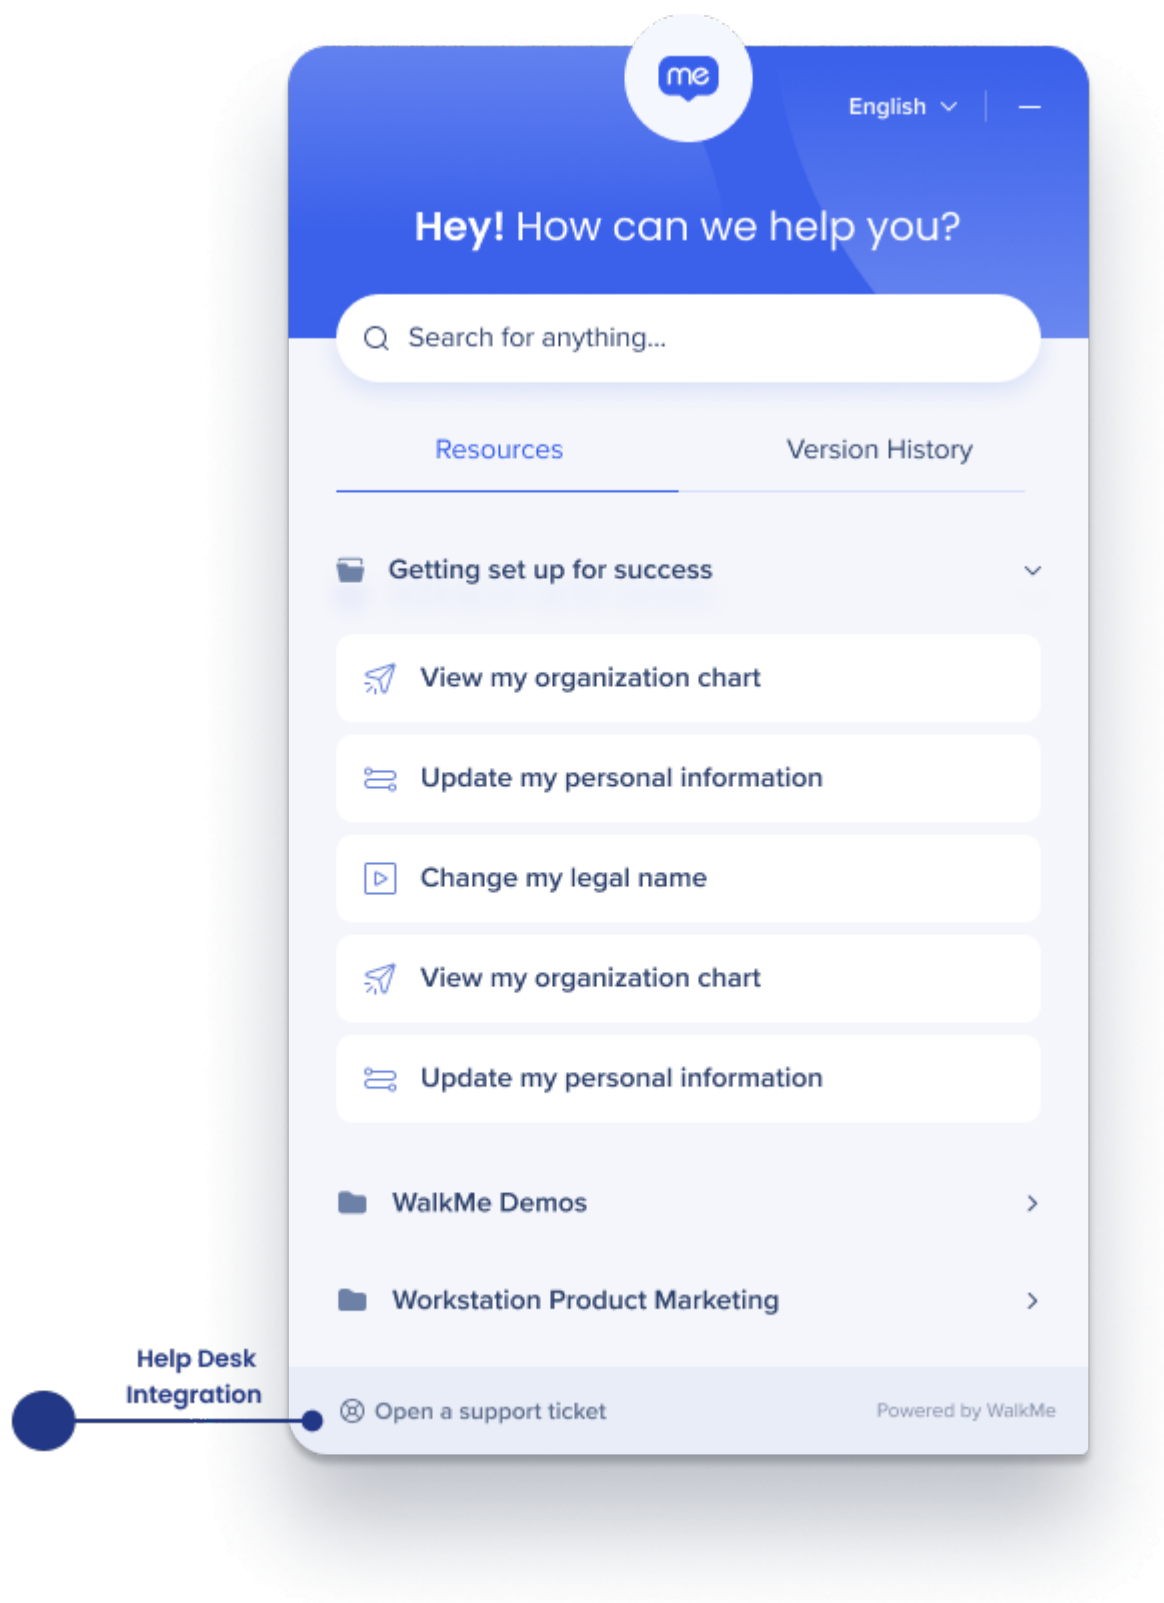 me
English
Hey! How can we help you?
Search for anything...
Resources
Version History
Getting set up for success
View my organization chart
Update my personal information
Change my legal name
View my organization chart
Update my personal information
WalkMe Demos
Workstation Product Marketing
Help Desk
Integration
Open a support ticket
Powered by WalkMe